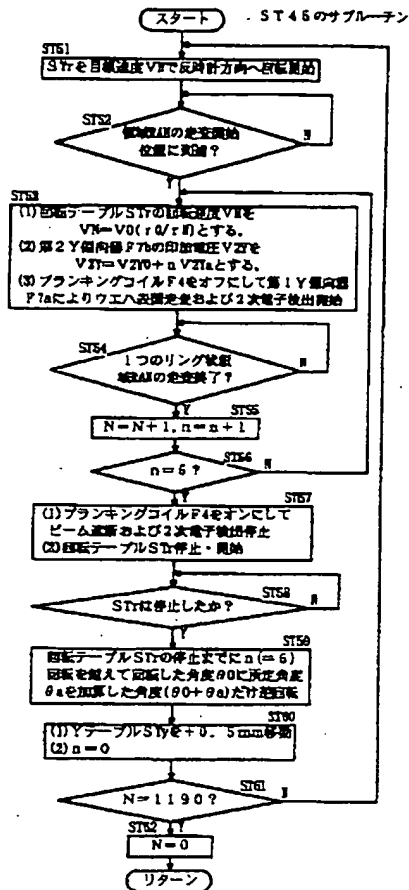 スタート
ST46のサブルーチン
ST51
STrを目標速度VNで反時計方向へ回転開始
ST52
領域RANの走査開始
位置に到達?
N
Y
ST53
(1)回転テーブルSTrの回転速度VNを
VN=V0(r0/rN)とする。
(2)第2Y偏向器F7bの印加電圧V2Yを
V2Y=V2Y0+nV2Yaとする。
(3)ブランキングコイルF4をオフにして第1Y偏向器
F7aによりウエハ表面走査および2次電子検出開始
ST54
1つのリング状領
域RANの走査終了?
N
Y
ST55
N=N+1,n=n+1
ST56
n=6?
N
Y
ST57
(1)ブランキングコイルF4をオンにして
ビーム遮断および2次電子検出停止
(2)回転テーブルSTr停止・開始
ST58
STrは停止したか?
N
Y
ST59
回転テーブルSTrの停止までにn(=6)
回転を超えて回転した角度θ0に所定角度
θaを加算した角度(θ0+θa)だけ逆回転
ST60
(1)YテーブルSTyを+0.5mm移動
(2)n=0
ST61
N=1190?
N
Y
ST62
N=0
リターン